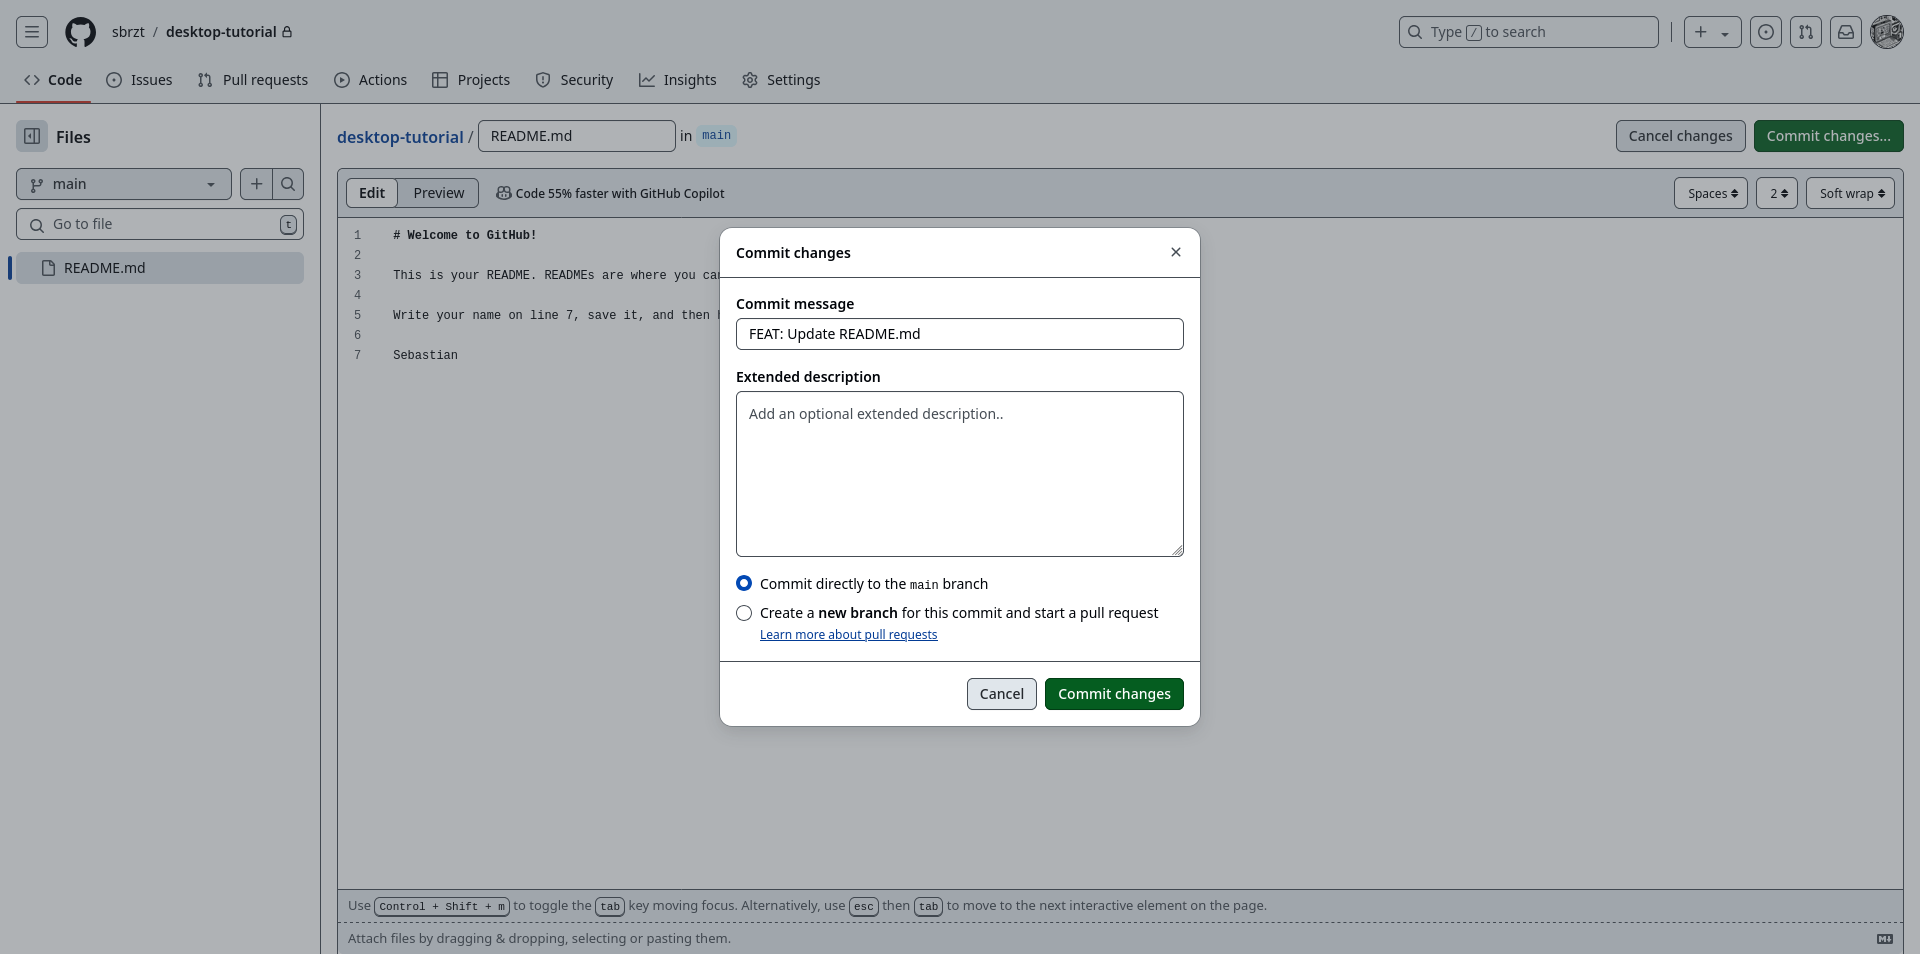 sbrzt / desktop-tutorial
Type / to search
Code Issues Pull requests Actions Projects Security Insights Settings
Files
desktop-tutorial / README.md in main
Cancel changes Commit changes...
main
Go to file t
README.md
Edit Preview Code 55% faster with GitHub Copilot
Spaces 2 Soft wrap
1 # Welcome to GitHub!
2
3 This is your README. READMEs are where you can
4
5 Write your name on line 7, save it, and then
6
7 Sebastian
Commit changes
Commit message
FEAT: Update README.md
Extended description
Add an optional extended description..
Commit directly to the main branch
Create a new branch for this commit and start a pull request
Learn more about pull requests
Cancel Commit changes
Use Control + Shift + m to toggle the tab key moving focus. Alternatively, use esc then tab to move to the next interactive element on the page.
Attach files by dragging & dropping, selecting or pasting them.